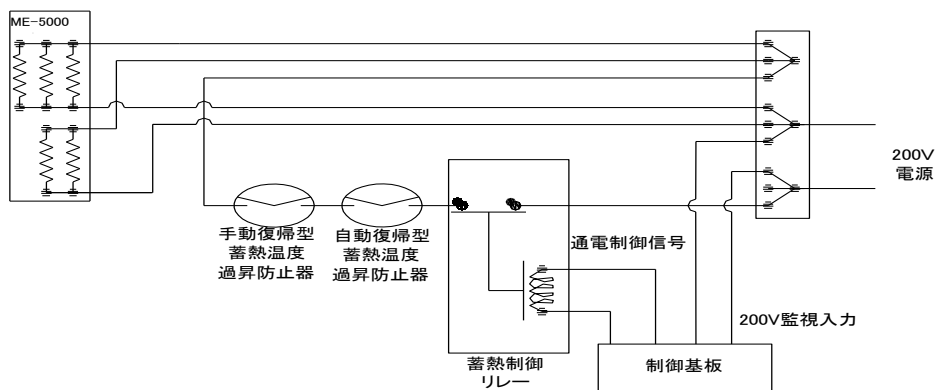 ME-5000
200V
電源
手動復帰型
蓄熱温度
過昇防止器
自動復帰型
蓄熱温度
過昇防止器
通電制御信号
200V監視入力
蓄熱制御
リレー
制御基板